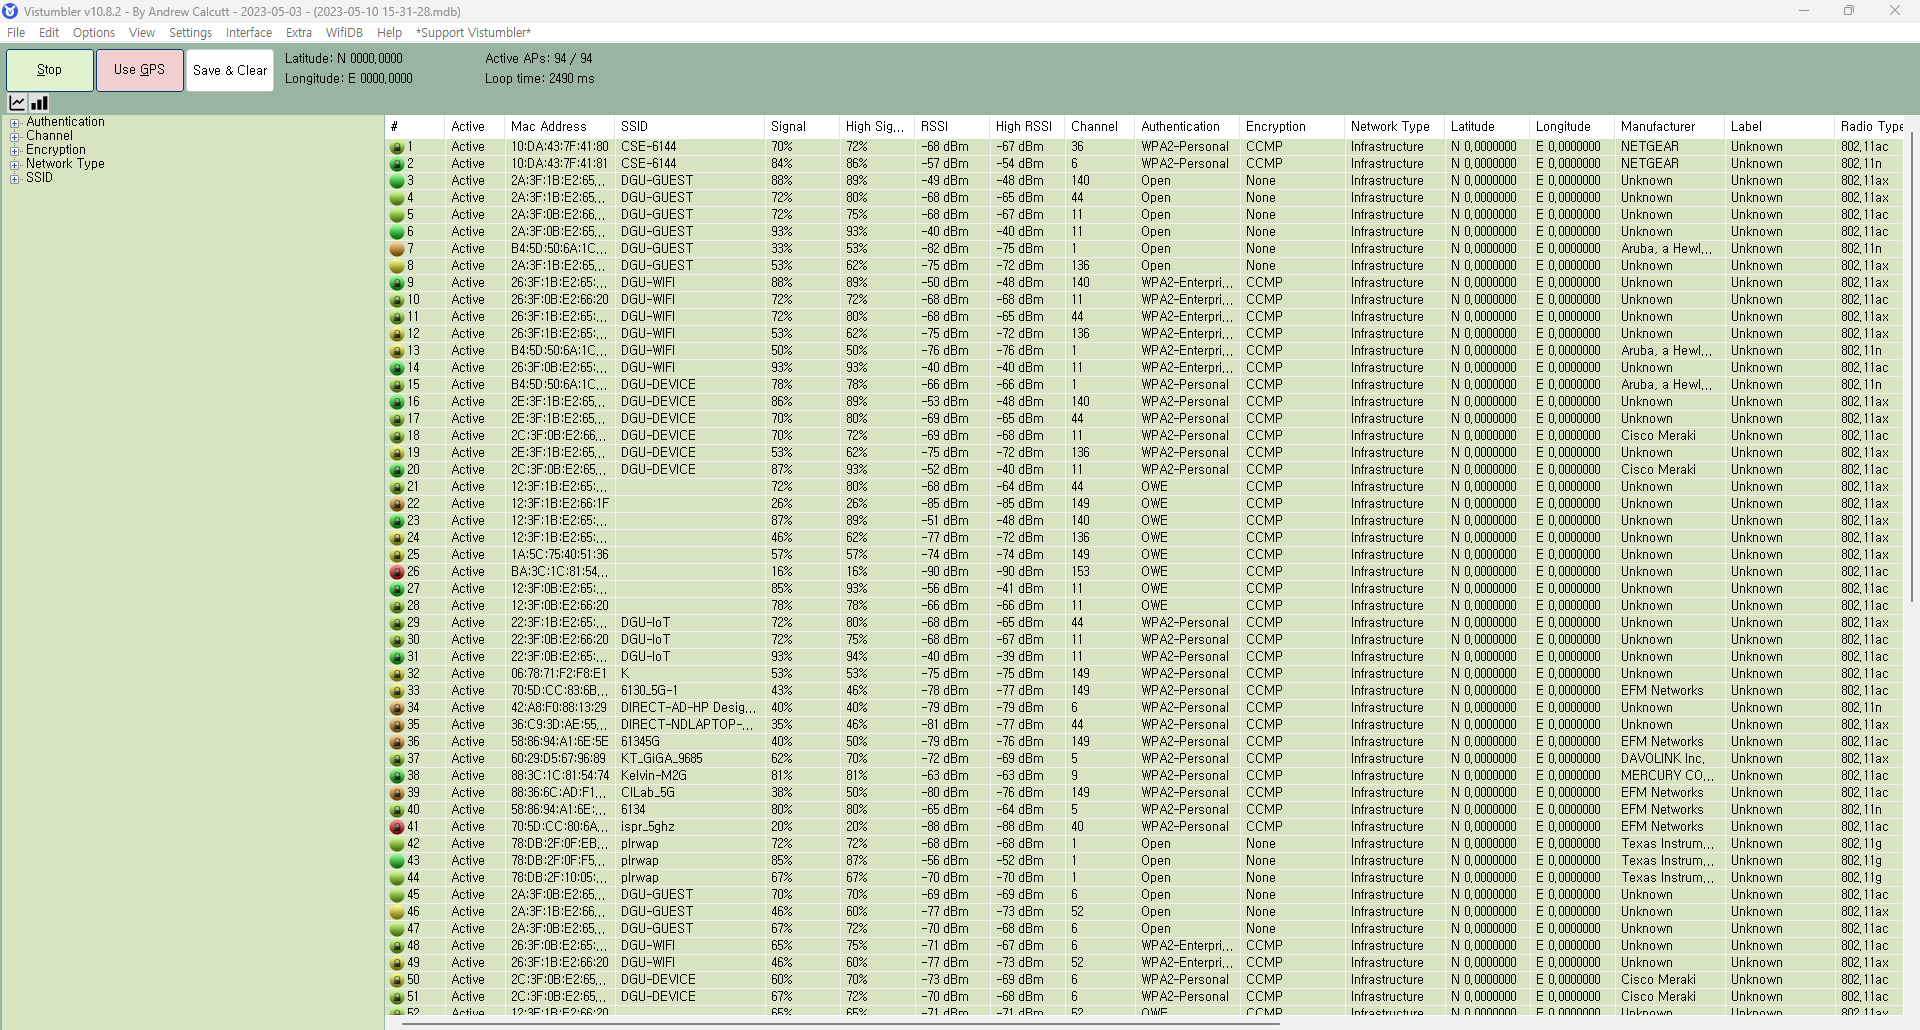 Vistumbler v10.8.2 - By Andrew Calcutt - 2023-05-03 - (2023-05-10 15-31-28.mdb)
File Edit Options View Settings Interface Extra WifiDB Help *Support Vistumbler*
Stop Use GPS Save & Clear
Latitude: N 0000.0000 Active APs: 94 / 94
Longitude: E 0000.0000 Loop time: 2490 ms
Authentication
Channel
Encryption
Network Type
SSID
# Active Mac Address SSID Signal High Sig... RSSI High RSSI Channel Authentication Encryption Network Type Latitude Longitude Manufacturer Label Radio Type
1 Active 10:DA:43:7F:41:80 CSE-6144 70% 72% -68 dBm -67 dBm 36 WPA2-Personal CCMP Infrastructure N 0.0000000 E 0.0000000 NETGEAR Unknown 802.11ac
2 Active 10:DA:43:7F:41:81 CSE-6144 84% 86% -57 dBm -54 dBm 6 WPA2-Personal CCMP Infrastructure N 0.0000000 E 0.0000000 NETGEAR Unknown 802.11n
3 Active 2A:3F:1B:E2:65... DGU-GUEST 88% 89% -49 dBm -48 dBm 140 Open None Infrastructure N 0.0000000 E 0.0000000 Unknown Unknown 802.11ax
4 Active 2A:3F:1B:E2:65... DGU-GUEST 72% 80% -68 dBm -65 dBm 44 Open None Infrastructure N 0.0000000 E 0.0000000 Unknown Unknown 802.11ax
5 Active 2A:3F:0B:E2:66... DGU-GUEST 72% 75% -68 dBm -67 dBm 11 Open None Infrastructure N 0.0000000 E 0.0000000 Unknown Unknown 802.11ac
6 Active 2A:3F:0B:E2:65... DGU-GUEST 93% 93% -40 dBm -40 dBm 11 Open None Infrastructure N 0.0000000 E 0.0000000 Unknown Unknown 802.11ac
7 Active B4:5D:50:6A:1C... DGU-GUEST 33% 53% -82 dBm -75 dBm 1 Open None Infrastructure N 0.0000000 E 0.0000000 Aruba, a Hewl... Unknown 802.11n
8 Active 2A:3F:1B:E2:65... DGU-GUEST 53% 62% -75 dBm -72 dBm 136 Open None Infrastructure N 0.0000000 E 0.0000000 Unknown Unknown 802.11ax
9 Active 26:3F:1B:E2:65:... DGU-WIFI 88% 89% -50 dBm -48 dBm 140 WPA2-Enterpri... CCMP Infrastructure N 0.0000000 E 0.0000000 Unknown Unknown 802.11ax
10 Active 26:3F:0B:E2:66:20 DGU-WIFI 72% 72% -68 dBm -68 dBm 11 WPA2-Enterpri... CCMP Infrastructure N 0.0000000 E 0.0000000 Unknown Unknown 802.11ac
11 Active 26:3F:1B:E2:65:... DGU-WIFI 72% 80% -68 dBm -65 dBm 44 WPA2-Enterpri... CCMP Infrastructure N 0.0000000 E 0.0000000 Unknown Unknown 802.11ax
12 Active 26:3F:1B:E2:65:... DGU-WIFI 53% 62% -75 dBm -72 dBm 136 WPA2-Enterpri... CCMP Infrastructure N 0.0000000 E 0.0000000 Unknown Unknown 802.11ax
13 Active B4:5D:50:6A:1C... DGU-WIFI 50% 50% -76 dBm -76 dBm 1 WPA2-Enterpri... CCMP Infrastructure N 0.0000000 E 0.0000000 Aruba, a Hewl... Unknown 802.11n
14 Active 26:3F:0B:E2:65:... DGU-WIFI 93% 93% -40 dBm -40 dBm 11 WPA2-Enterpri... CCMP Infrastructure N 0.0000000 E 0.0000000 Unknown Unknown 802.11ac
15 Active B4:5D:50:6A:1C... DGU-DEVICE 78% 78% -66 dBm -66 dBm 1 WPA2-Personal CCMP Infrastructure N 0.0000000 E 0.0000000 Aruba, a Hewl... Unknown 802.11n
16 Active 2E:3F:1B:E2:65... DGU-DEVICE 86% 89% -53 dBm -48 dBm 140 WPA2-Personal CCMP Infrastructure N 0.0000000 E 0.0000000 Unknown Unknown 802.11ax
17 Active 2E:3F:1B:E2:65... DGU-DEVICE 70% 80% -69 dBm -65 dBm 44 WPA2-Personal CCMP Infrastructure N 0.0000000 E 0.0000000 Unknown Unknown 802.11ax
18 Active 2C:3F:0B:E2:66... DGU-DEVICE 70% 72% -69 dBm -68 dBm 11 WPA2-Personal CCMP Infrastructure N 0.0000000 E 0.0000000 Cisco Meraki Unknown 802.11ac
19 Active 2E:3F:1B:E2:65... DGU-DEVICE 53% 62% -75 dBm -72 dBm 136 WPA2-Personal CCMP Infrastructure N 0.0000000 E 0.0000000 Unknown Unknown 802.11ax
20 Active 2C:3F:0B:E2:65... DGU-DEVICE 87% 93% -52 dBm -40 dBm 11 WPA2-Personal CCMP Infrastructure N 0.0000000 E 0.0000000 Cisco Meraki Unknown 802.11ac
21 Active 12:3F:1B:E2:65:... 72% 80% -68 dBm -64 dBm 44 OWE CCMP Infrastructure N 0.0000000 E 0.0000000 Unknown Unknown 802.11ax
22 Active 12:3F:1B:E2:66:1F 26% 26% -85 dBm -85 dBm 149 OWE CCMP Infrastructure N 0.0000000 E 0.0000000 Unknown Unknown 802.11ax
23 Active 12:3F:1B:E2:65:... 87% 89% -51 dBm -48 dBm 140 OWE CCMP Infrastructure N 0.0000000 E 0.0000000 Unknown Unknown 802.11ax
24 Active 12:3F:1B:E2:65:... 46% 62% -77 dBm -72 dBm 136 OWE CCMP Infrastructure N 0.0000000 E 0.0000000 Unknown Unknown 802.11ax
25 Active 1A:5C:75:40:51:36 57% 57% -74 dBm -74 dBm 149 OWE CCMP Infrastructure N 0.0000000 E 0.0000000 Unknown Unknown 802.11ax
26 Active BA:3C:1C:81:54... 16% 16% -90 dBm -90 dBm 153 OWE CCMP Infrastructure N 0.0000000 E 0.0000000 Unknown Unknown 802.11ac
27 Active 12:3F:0B:E2:65:... 85% 93% -56 dBm -41 dBm 11 OWE CCMP Infrastructure N 0.0000000 E 0.0000000 Unknown Unknown 802.11ac
28 Active 12:3F:0B:E2:66:20 78% 78% -66 dBm -66 dBm 11 OWE CCMP Infrastructure N 0.0000000 E 0.0000000 Unknown Unknown 802.11ac
29 Active 22:3F:1B:E2:65:... DGU-IoT 72% 80% -68 dBm -65 dBm 44 WPA2-Personal CCMP Infrastructure N 0.0000000 E 0.0000000 Unknown Unknown 802.11ax
30 Active 22:3F:0B:E2:66:20 DGU-IoT 72% 75% -68 dBm -67 dBm 11 WPA2-Personal CCMP Infrastructure N 0.0000000 E 0.0000000 Unknown Unknown 802.11ac
31 Active 22:3F:0B:E2:65:... DGU-IoT 93% 94% -40 dBm -39 dBm 11 WPA2-Personal CCMP Infrastructure N 0.0000000 E 0.0000000 Unknown Unknown 802.11ac
32 Active 06:78:71:F2:F8:E1 K 53% 53% -75 dBm -75 dBm 149 WPA2-Personal CCMP Infrastructure N 0.0000000 E 0.0000000 Unknown Unknown 802.11ac
33 Active 70:5D:CC:83:6B... 6130_5G-1 43% 46% -78 dBm -77 dBm 149 WPA2-Personal CCMP Infrastructure N 0.0000000 E 0.0000000 EFM Networks Unknown 802.11ac
34 Active 42:A8:F0:88:13:29 DIRECT-AD-HP Desig... 40% 40% -79 dBm -79 dBm 6 WPA2-Personal CCMP Infrastructure N 0.0000000 E 0.0000000 Unknown Unknown 802.11n
35 Active 36:C9:3D:AE:55... DIRECT-NDLAPTOP-... 35% 46% -81 dBm -77 dBm 44 WPA2-Personal CCMP Infrastructure N 0.0000000 E 0.0000000 Unknown Unknown 802.11ax
36 Active 58:86:94:A1:6E:5E 61345G 40% 50% -79 dBm -76 dBm 149 WPA2-Personal CCMP Infrastructure N 0.0000000 E 0.0000000 EFM Networks Unknown 802.11ac
37 Active 60:29:D5:67:96:89 KT_GiGA_9685 62% 70% -72 dBm -69 dBm 5 WPA2-Personal CCMP Infrastructure N 0.0000000 E 0.0000000 DAVOLINK Inc. Unknown 802.11ax
38 Active 88:3C:1C:81:54:74 Kelvin-M2G 81% 81% -63 dBm -63 dBm 9 WPA2-Personal CCMP Infrastructure N 0.0000000 E 0.0000000 MERCURY CO... Unknown 802.11ac
39 Active 88:36:6C:AD:F1... CILab_5G 38% 50% -80 dBm -76 dBm 149 WPA2-Personal CCMP Infrastructure N 0.0000000 E 0.0000000 EFM Networks Unknown 802.11ac
40 Active 58:86:94:A1:6E:... 6134 80% 80% -65 dBm -64 dBm 5 WPA2-Personal CCMP Infrastructure N 0.0000000 E 0.0000000 EFM Networks Unknown 802.11n
41 Active 70:5D:CC:80:6A... ispr_5ghz 20% 20% -88 dBm -88 dBm 40 WPA2-Personal CCMP Infrastructure N 0.0000000 E 0.0000000 EFM Networks Unknown 802.11ac
42 Active 78:DB:2F:0F:EB... plrwap 72% 72% -68 dBm -68 dBm 1 Open None Infrastructure N 0.0000000 E 0.0000000 Texas Instrum... Unknown 802.11g
43 Active 78:DB:2F:0F:F5... plrwap 85% 87% -56 dBm -52 dBm 1 Open None Infrastructure N 0.0000000 E 0.0000000 Texas Instrum... Unknown 802.11g
44 Active 78:DB:2F:10:05:... plrwap 67% 67% -70 dBm -70 dBm 1 Open None Infrastructure N 0.0000000 E 0.0000000 Texas Instrum... Unknown 802.11g
45 Active 2A:3F:0B:E2:65... DGU-GUEST 70% 70% -69 dBm -69 dBm 6 Open None Infrastructure N 0.0000000 E 0.0000000 Unknown Unknown 802.11ac
46 Active 2A:3F:1B:E2:66... DGU-GUEST 46% 60% -77 dBm -73 dBm 52 Open None Infrastructure N 0.0000000 E 0.0000000 Unknown Unknown 802.11ax
47 Active 2A:3F:0B:E2:65... DGU-GUEST 67% 72% -70 dBm -68 dBm 6 Open None Infrastructure N 0.0000000 E 0.0000000 Unknown Unknown 802.11ac
48 Active 26:3F:0B:E2:65:... DGU-WIFI 65% 75% -71 dBm -67 dBm 6 WPA2-Enterpri... CCMP Infrastructure N 0.0000000 E 0.0000000 Unknown Unknown 802.11ac
49 Active 26:3F:1B:E2:66:20 DGU-WIFI 46% 60% -77 dBm -73 dBm 52 WPA2-Enterpri... CCMP Infrastructure N 0.0000000 E 0.0000000 Unknown Unknown 802.11ax
50 Active 2C:3F:0B:E2:65... DGU-DEVICE 60% 70% -73 dBm -69 dBm 6 WPA2-Personal CCMP Infrastructure N 0.0000000 E 0.0000000 Cisco Meraki Unknown 802.11ac
51 Active 2C:3F:0B:E2:65... DGU-DEVICE 67% 72% -70 dBm -68 dBm 6 WPA2-Personal CCMP Infrastructure N 0.0000000 E 0.0000000 Cisco Meraki Unknown 802.11ac
52 Active 12:3F:1B:E2:66:20 65% 65% -71 dBm -71 dBm 52 OWE CCMP Infrastructure N 0.0000000 E 0.0000000 Unknown Unknown 802.11ax